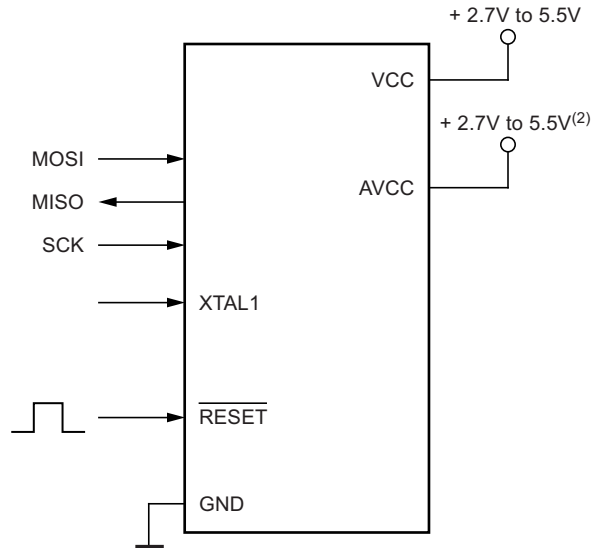 + 2.7V to 5.5V
VCC
+ 2.7V to 5.5V(2)
MOSI
AVCC
MISO
SCK
XTAL1
RESET
GND